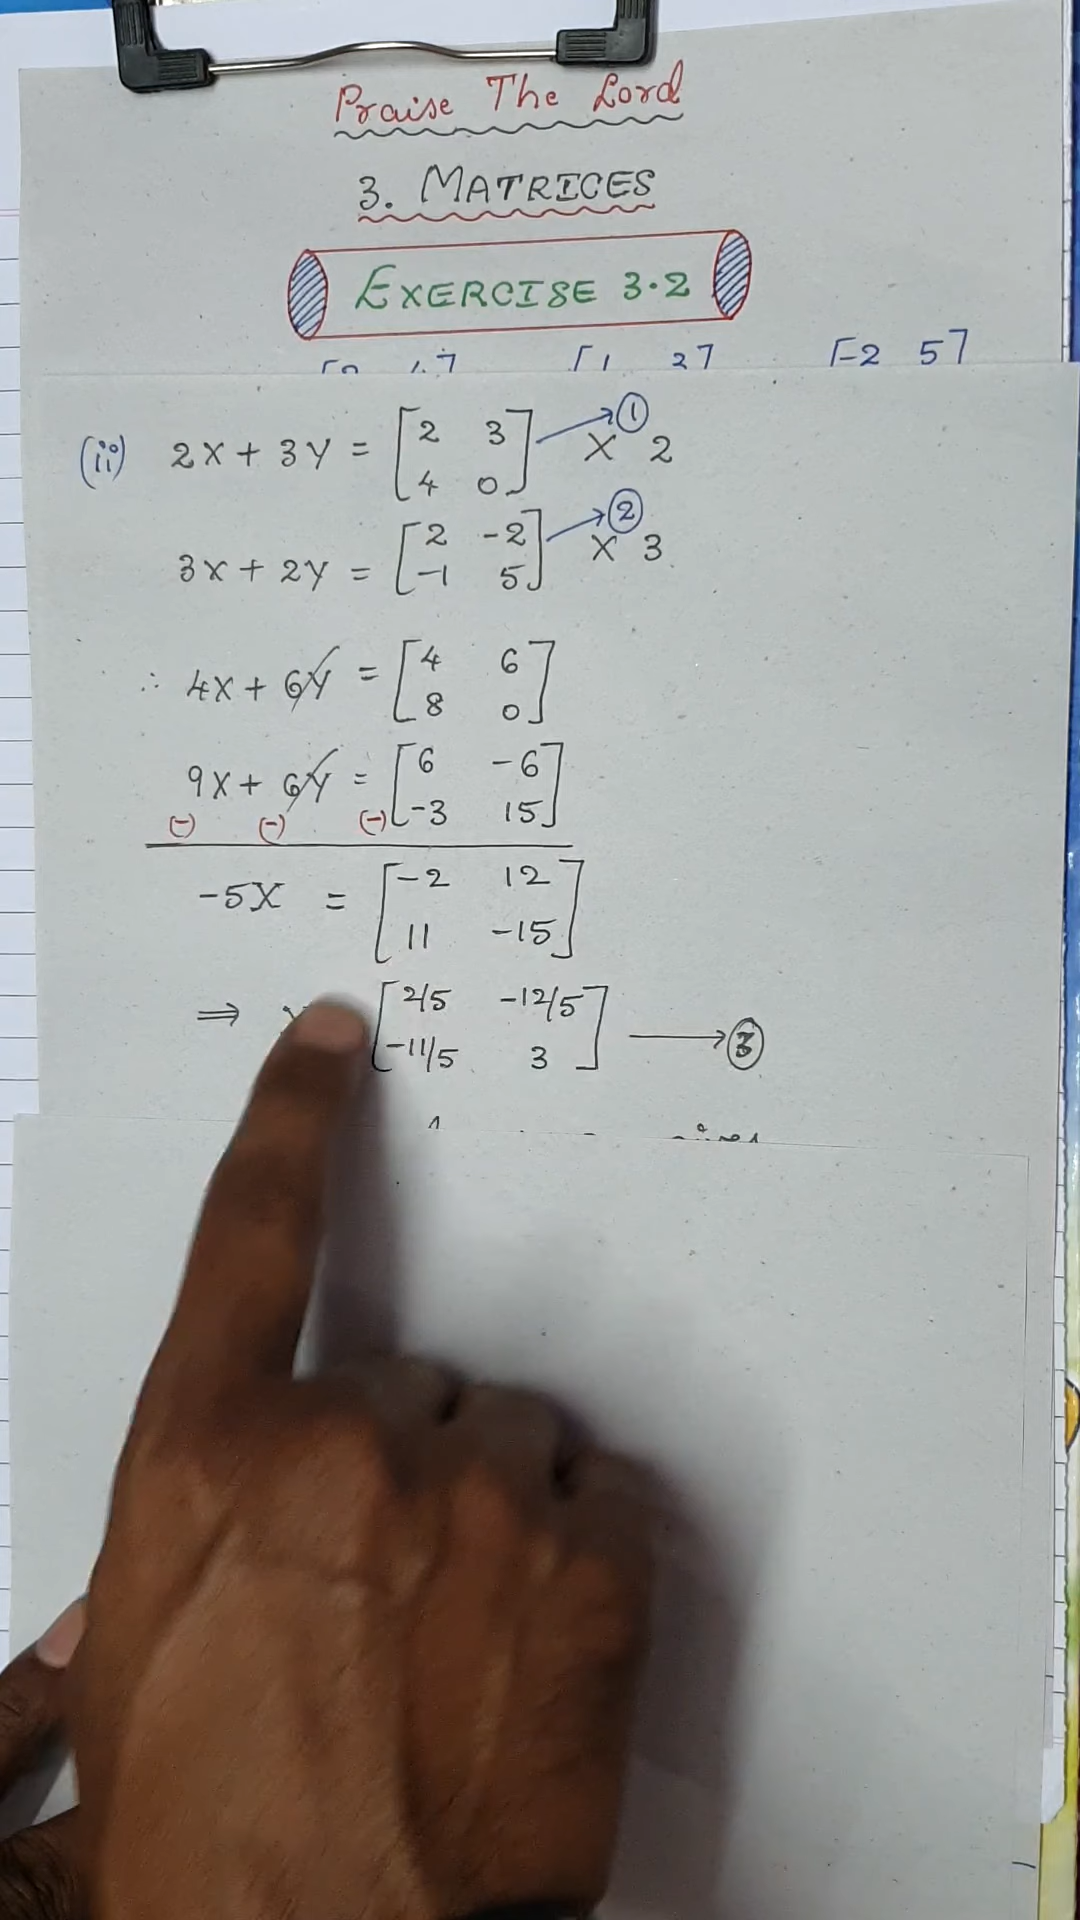 Praise The Lord
3. MATRICES
EXERCISE 3.2
(ii) 2X + 3Y = [2 3 → ①
4 0] × 2
3X + 2Y = [2 -2 → ②
-1 5] × 3
∴ 4X + 6Y = [4 6
8 0]
9X + 6Y = [6 -6
-3 15]
(-) (-) (-)
-5X = [-2 12
11 -15]
⇒ [2/5 -12/5
-11/5 3] → ③